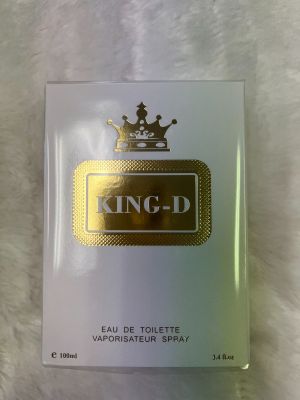 KING-D
EAU DE TOILETTE
VAPORISATEUR SPRAY
e 100ml 3.4 fl.oz